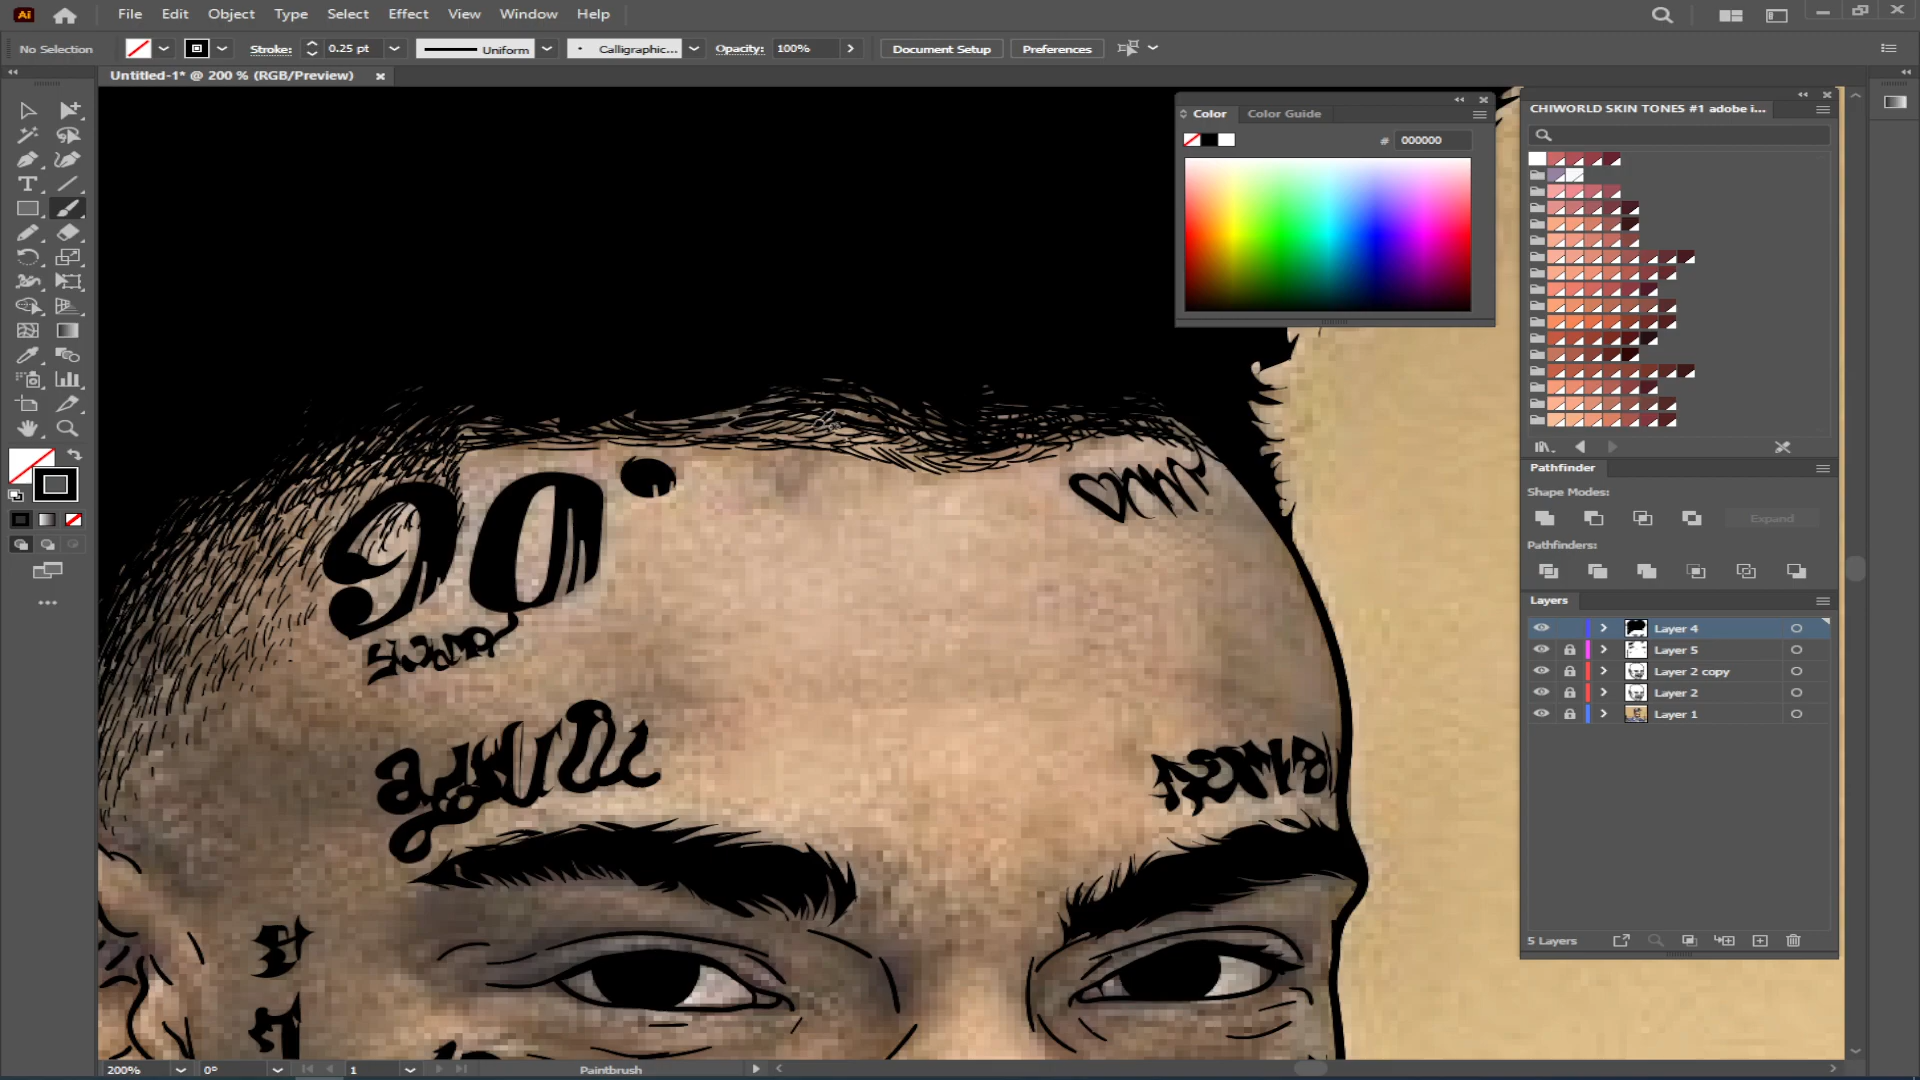 Ai File Edit Object Type Select Effect View Window Help
No Selection Stroke: 0.25 pt Uniform Calligraphic... Opacity: 100% Document Setup Preferences
Untitled-1* @ 200 % (RGB/Preview)
Color Color Guide
# 000000
CHIWORLD SKIN TONES #1 adobe i...
Pathfinder
Shape Modes:
Expand
Pathfinders:
Layers
Layer 4
Layer 5
Layer 2 copy
Layer 2
Layer 1
5 Layers
90
200% 0° 1 Paintbrush